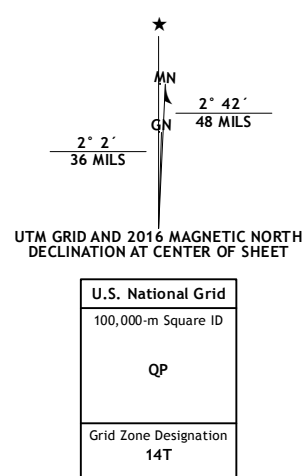 ★
MN
GN
2° 42´
48 MILS
2° 2´
36 MILS
UTM GRID AND 2016 MAGNETIC NORTH
DECLINATION AT CENTER OF SHEET
U.S. National Grid
100,000-m Square ID
QP
Grid Zone Designation
14T